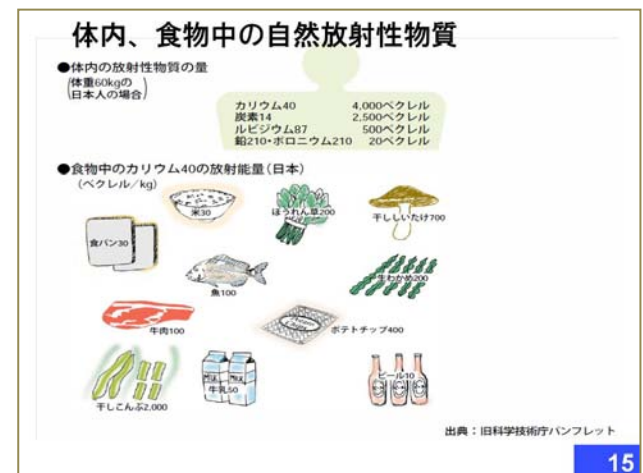 体内、食物中の自然放射性物質
●体内の放射性物質の量
(体重60kgの
日本人の場合)
カリウム40 4,000ベクレル
炭素14 2,500ベクレル
ルビジウム87 500ベクレル
鉛210・ポロニウム210 20ベクレル
●食物中のカリウム40の放射能量(日本)
(ベクレル/kg)
米30
ほうれん草200
干ししいたけ700
食パン30
魚100
生わかめ200
牛肉100
ポテトチップ400
干しこんぶ2,000
牛乳50
ビール10
出典:旧科学技術庁パンフレット
15